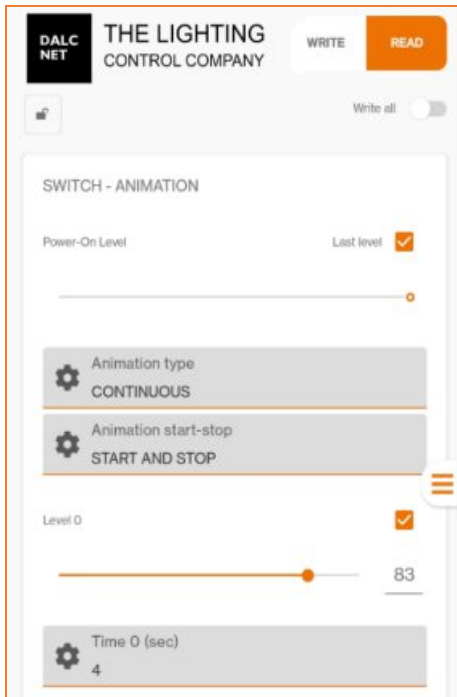 DALC
NET
THE LIGHTING
CONTROL COMPANY
WRITE
READ
Write all
SWITCH - ANIMATION
Power-On Level
Last level
Animation type
CONTINUOUS
Animation start-stop
START AND STOP
Level 0
83
Time 0 (sec)
4